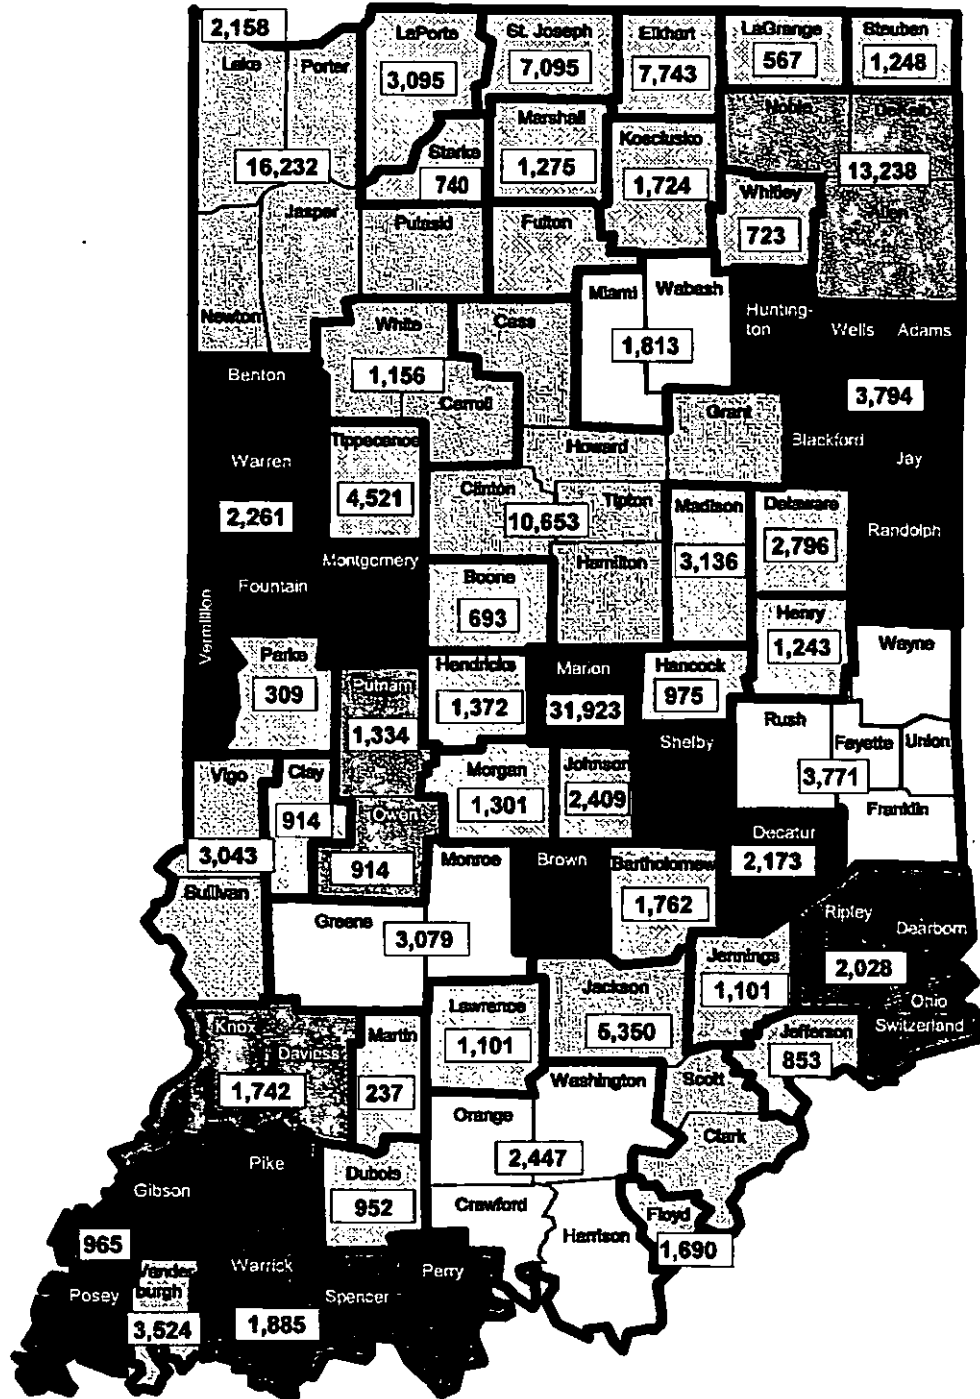 2,158
LaPorte
St. Joseph
Elkhart
LaGrange
Steuben
Lake
Porter
3,095
7,095
7,743
567
1,248
Marshall
Noble
DeKalb
Starke
Kosciusko
16,232
740
1,275
1,724
Whitley
13,238
Jasper
Pulaski
Fulton
723
Allen
Newton
White
Cass
Miami
Wabash
Hunting-
ton
Wells
Adams
Benton
1,156
1,813
3,794
Carroll
Grant
Tippecanoe
Howard
Blackford
Jay
Warren
4,521
Clinton
Tipton
Madison
Delaware
2,261
10,653
3,136
2,796
Randolph
Montgomery
Hamilton
Fountain
Boone
Vermillion
693
Henry
1,243
Wayne
Parke
Putnam
Hendricks
Marion
Hancock
309
1,372
31,923
975
Rush
1,334
Shelby
Fayette
Union
Vigo
Clay
Morgan
Johnson
3,771
914
Owen
1,301
2,409
Franklin
3,043
914
Monroe
Brown
Decatur
Bartholomew
2,173
Sullivan
Greene
1,762
Ripley
3,079
Dearborn
Jennings
2,028
Jackson
1,101
Ohio
Knox
Martin
Lawrence
5,350
Jefferson
Switzerland
Daviess
1,101
853
1,742
237
Washington
Scott
Orange
Clark
Pike
Dubois
2,447
Gibson
952
Crawford
Floyd
965
Harrison
1,690
Vander
burgh
Warrick
Perry
Posey
Spencer
3,524
1,885